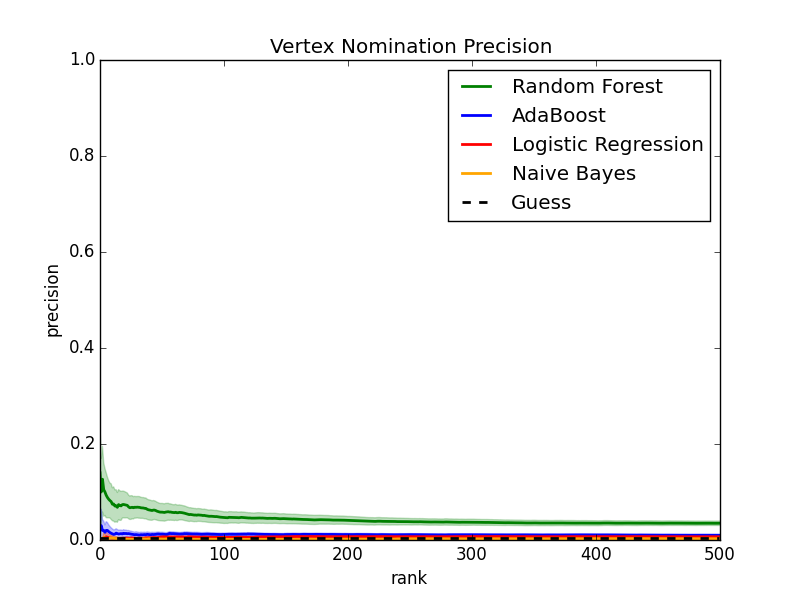 Vertex Nomination Precision
1.0
0.8
0.6
0.4
0.2
0.0
precision
Random Forest
AdaBoost
Logistic Regression
Naive Bayes
Guess
0 100 200 300 400 500
rank